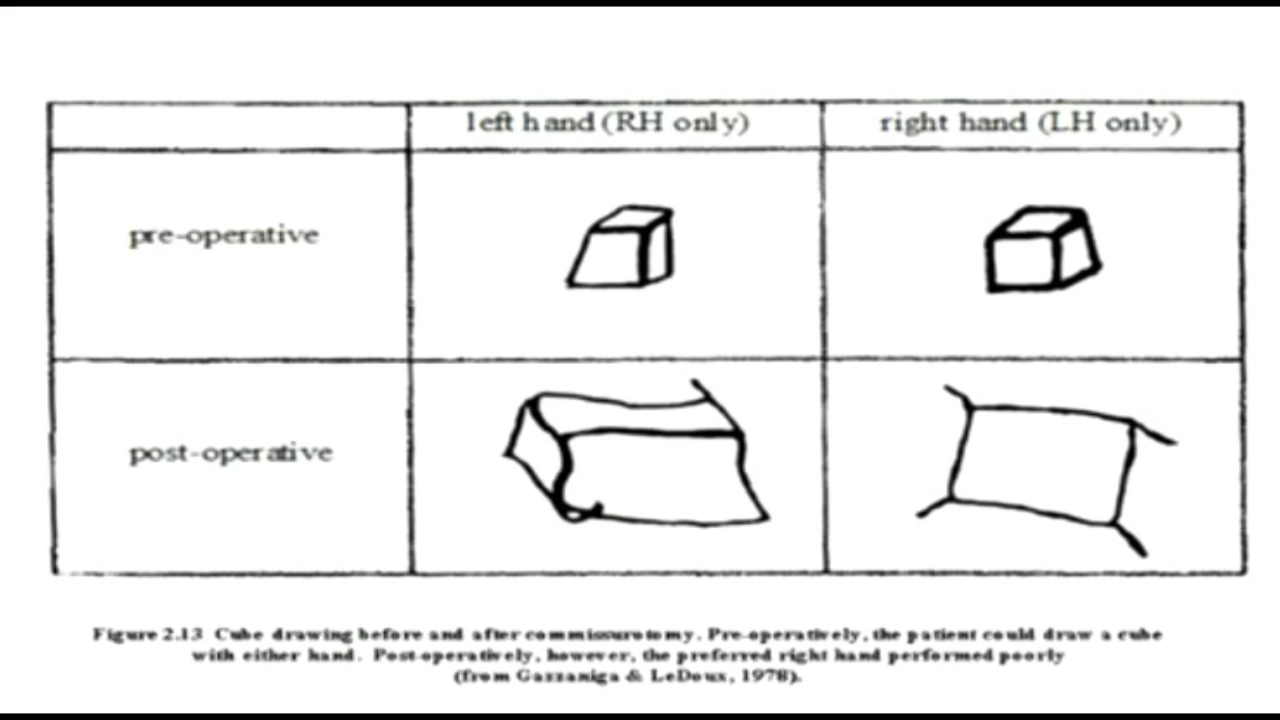 left hand (RH only) right hand (LH only)
pre-operative
post-operative
Figure 2.13 Cube drawing before and after commissurotomy. Pre-operatively, the patient could draw a cube
with either hand. Post-operatively, however, the preferred right hand performed poorly
(from Gazzaniga & LeDoux, 1978).